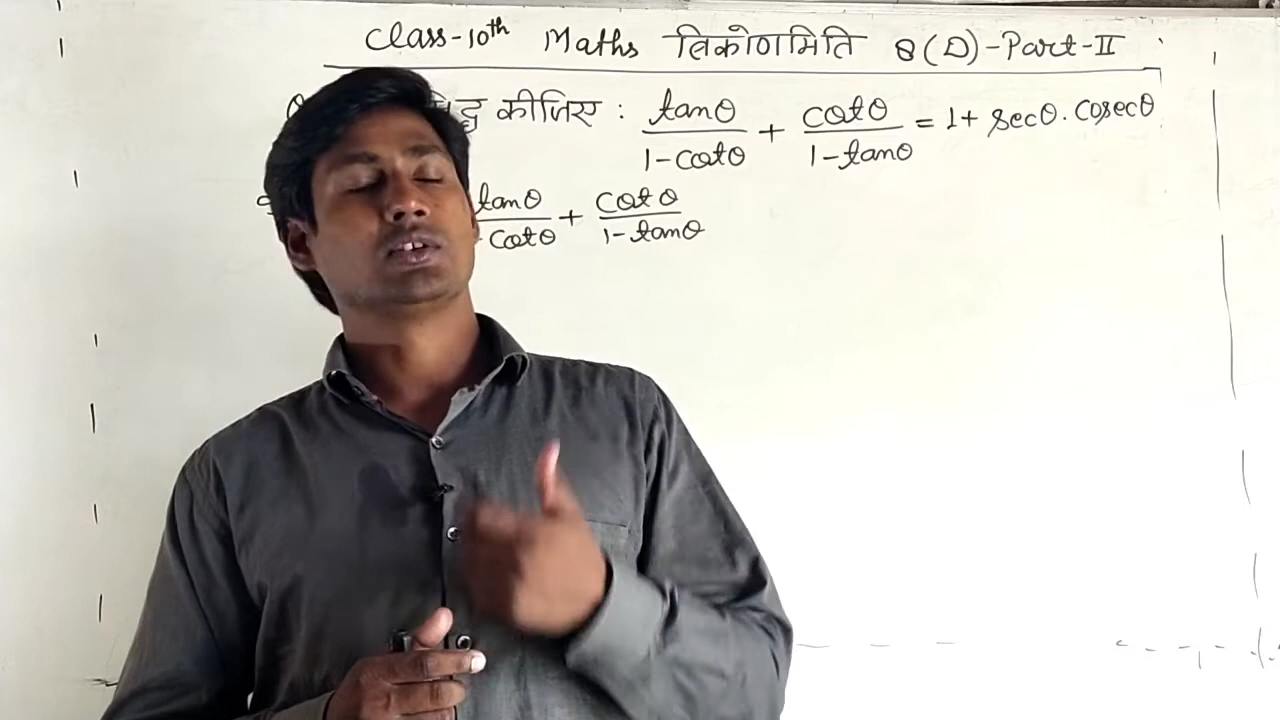 Class-10th Maths त्रिकोणमिति 8(D)-Part-II
कीजिए : tanθ/1-cotθ + cotθ/1-tanθ = 1+ secθ.cosecθ
tanθ/-cotθ + cotθ/1-tanθ